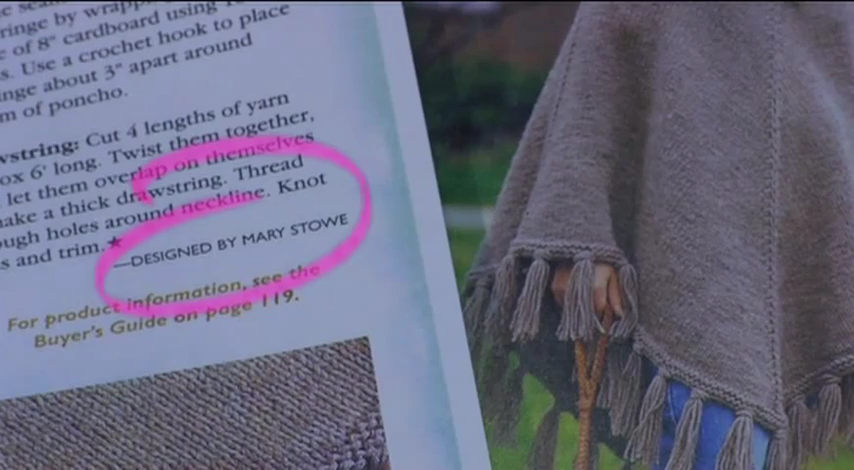 ringe by wrapp
e of 8" cardboard using
s. Use a crochet hook to place
nge about 3" apart around
m of poncho.
wstring: Cut 4 lengths of yarn
ox 6' long. Twist them together,
let them overlap on themselves
ake a thick drawstring. Thread
ough holes around neckline. Knot
s and trim.★
—DESIGNED BY MARY STOWE
For product information, see the
Buyer's Guide on page 119.